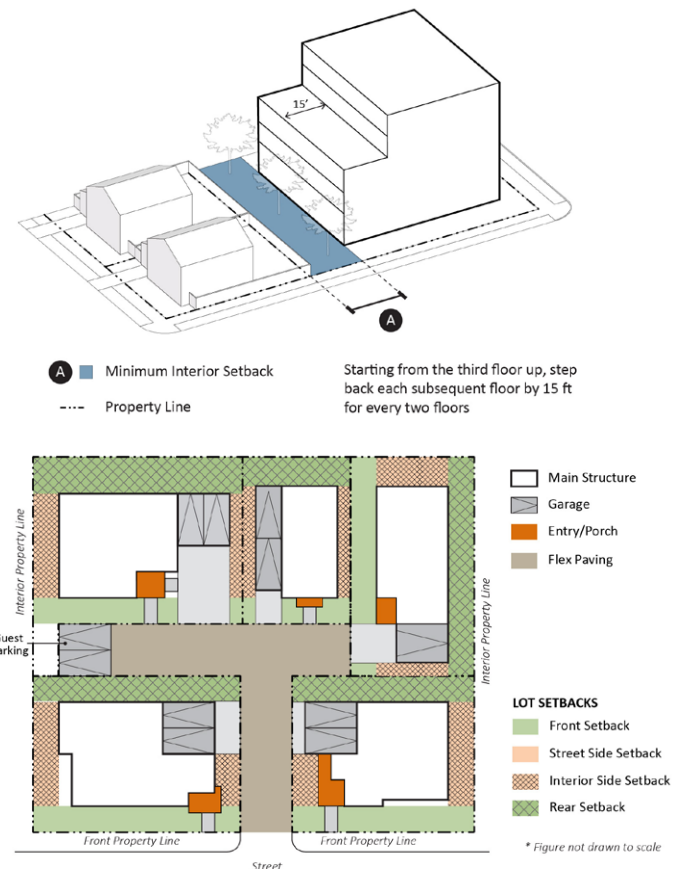 15'
A
A Minimum Interior Setback
Property Line
Starting from the third floor up, step
back each subsequent floor by 15 ft
for every two floors
Interior Property Line
Main Structure
Garage
Entry/Porch
Flex Paving
Interior Property Line
LOT SETBACKS
Front Setback
Street Side Setback
Interior Side Setback
Rear Setback
Front Property Line
Front Property Line
Street
* Figure not drawn to scale